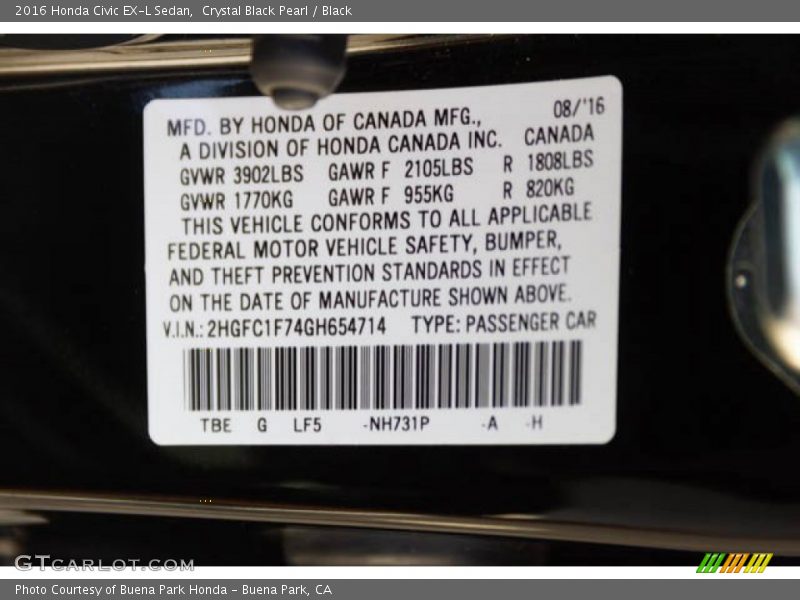 2016 Honda Civic EX-L Sedan,  Crystal Black Pearl / Black
08/'16
MFD. BY HONDA OF CANADA MFG.,
A DIVISION OF HONDA CANADA INC. CANADA
GVWR 3902LBS GAWR F 2105LBS R 1808LBS
GVWR 1770KG GAWR F 955KG R 820KG
THIS VEHICLE CONFORMS TO ALL APPLICABLE
FEDERAL MOTOR VEHICLE SAFETY, BUMPER,
AND THEFT PREVENTION STANDARDS IN EFFECT
ON THE DATE OF MANUFACTURE SHOWN ABOVE.
V.I.N.: 2HGFC1F74GH654714 TYPE: PASSENGER CAR
TBE G LF5 -NH731P -A -H
GTCARLOT.COM
Photo Courtesy of Buena Park Honda - Buena Park, CA